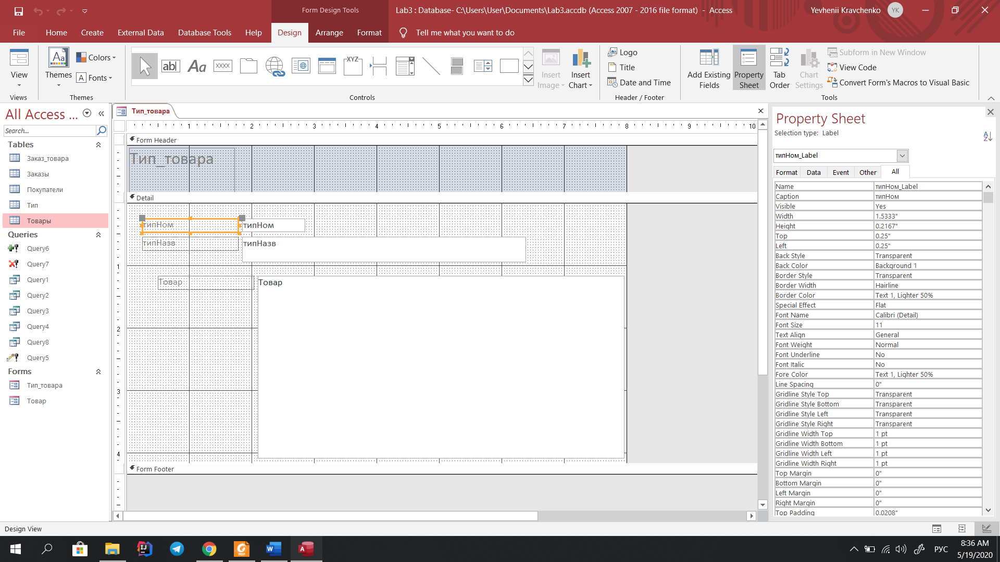 Form Design Tools
Lab3 : Database- C:\Users\User\Documents\Lab3.accdb (Access 2007 - 2016 file format)  -  Access
Yevhenii Kravchenko
YK
File
Home
Create
External Data
Database Tools
Help
Design
Arrange
Format
Tell me what you want to do
View
Views
Aa
Themes
Colors
A Fonts
Themes
ab|
Aa
XXXX
XYZ
Controls
Insert Image
Insert Chart
Logo
Title
Date and Time
Header / Footer
Add Existing Fields
Property Sheet
Tab Order
Chart Settings
Subform in New Window
View Code
Convert Form's Macros to Visual Basic
Tools
All Access ...
Search...
Tables
Заказ_товара
Заказы
Покупатели
Тип
Товары
Queries
Query6
Query7
Query1
Query2
Query3
Query4
Query8
Query5
Forms
Тип_товара
Товар
Тип_товара
1 2 3 4 5 6 7 8 9 10
Form Header
Тип_товара
Detail
типНом
типНом
типНазв
типНазв
1
Товар
Товар
2
3
4
Form Footer
Property Sheet
Selection type: Label
AZ
типНом_Label
Format
Data
Event
Other
All
Name типНом_Label
Caption типНом
Visible Yes
Width 1.5333"
Height 0.2167"
Top 0.25"
Left 0.25"
Back Style Transparent
Back Color Background 1
Border Style Transparent
Border Width Hairline
Border Color Text 1, Lighter 50%
Special Effect Flat
Font Name Calibri (Detail)
Font Size 11
Text Align General
Font Weight Normal
Font Underline No
Font Italic No
Fore Color Text 1, Lighter 50%
Line Spacing 0"
Gridline Style Top Transparent
Gridline Style Bottom Transparent
Gridline Style Left Transparent
Gridline Style Right Transparent
Gridline Width Top 1 pt
Gridline Width Bottom 1 pt
Gridline Width Left 1 pt
Gridline Width Right 1 pt
Top Margin 0"
Bottom Margin 0"
Left Margin 0"
Right Margin 0"
Top Padding 0.0208"
Design View
РУС
8:36 AM
5/19/2020